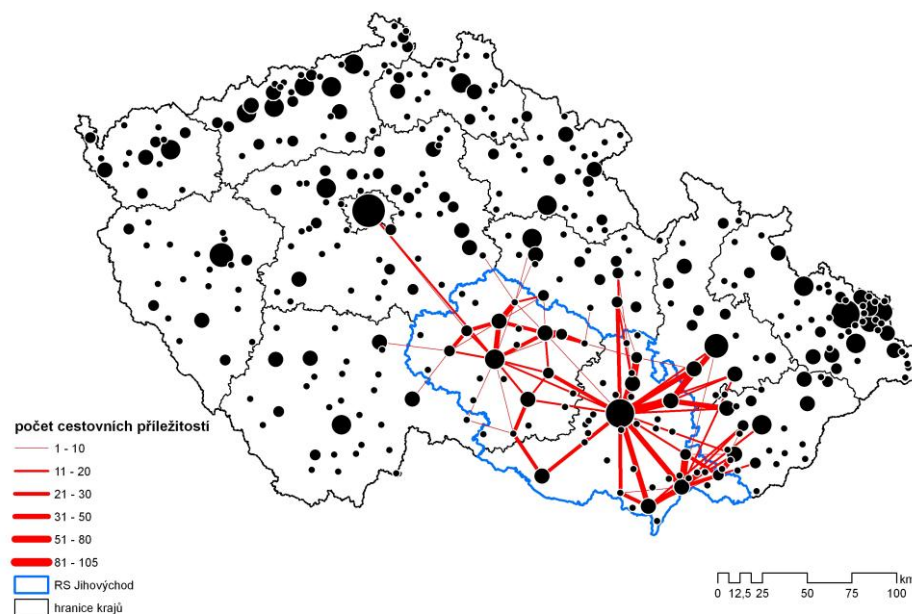 počet cestovních příležitostí
1 - 10
11 - 20
21 - 30
31 - 50
51 - 80
81 - 105
RS Jihovýchod
hranice krajů
km
0 12,5 25 50 75 100